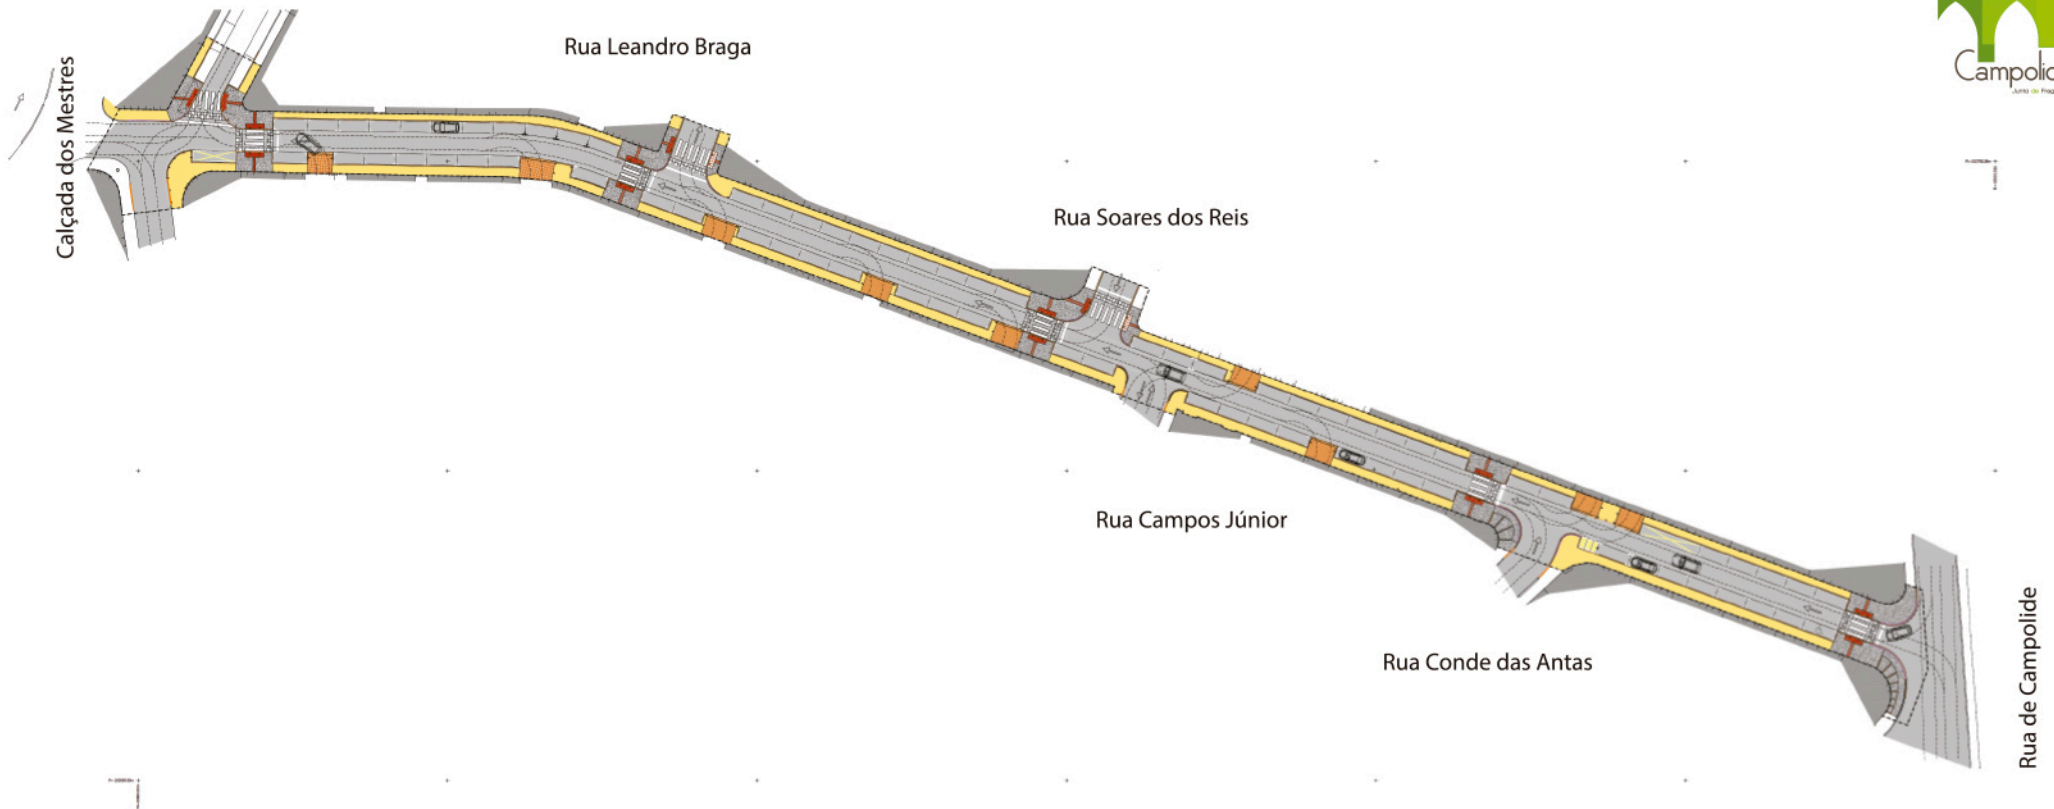 Rua Leandro Braga
Campolid
Calçada dos Mestres
Rua Soares dos Reis
Rua Campos Júnior
Rua Conde das Antas
Rua de Campolide